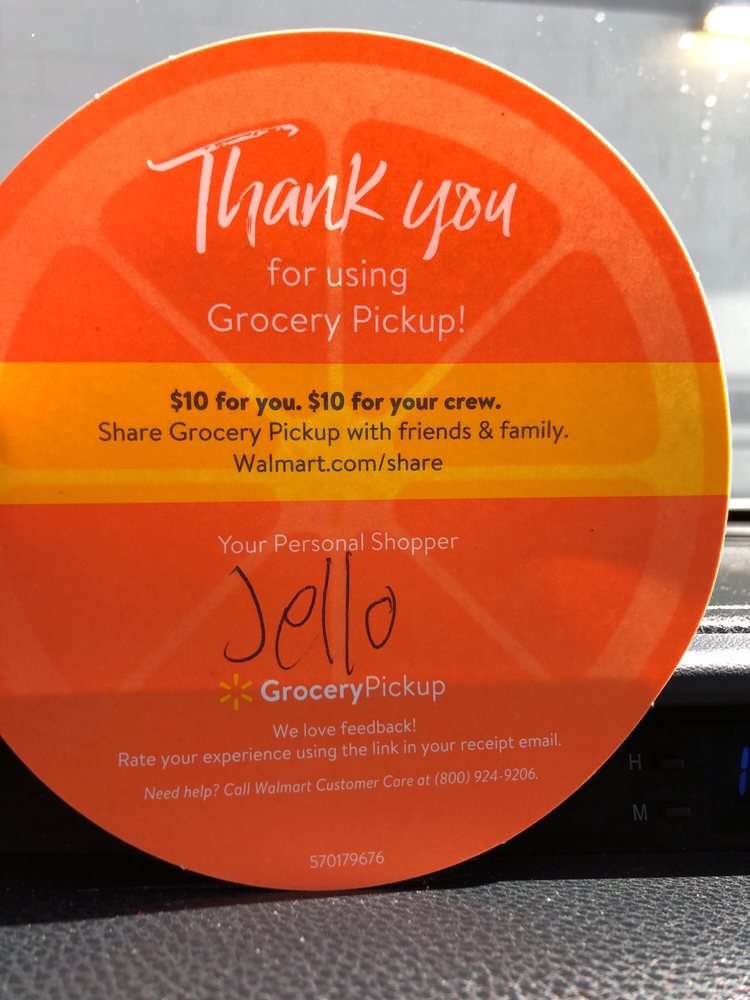 Thank you
for using
Grocery Pickup!
$10 for you. $10 for your crew.
Share Grocery Pickup with friends & family.
Walmart.com/share
Your Personal Shopper
Jello
GroceryPickup
We love feedback!
Rate your experience using the link in your receipt email.
Need help? Call Walmart Customer Care at (800) 924-9206.
570179676
H
M